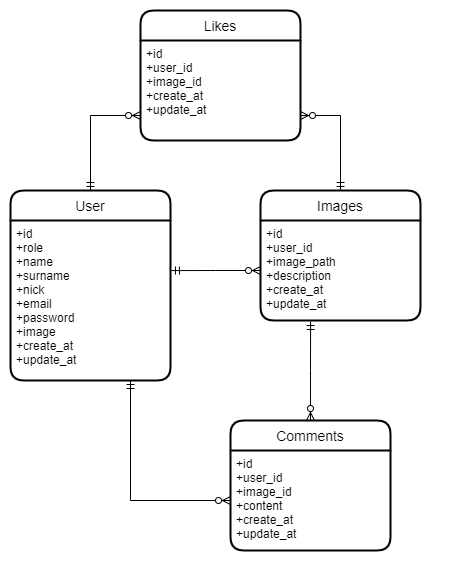 Likes
+id
+user_id
+image_id
+create_at
+update_at
User
+id
+role
+name
+surname
+nick
+email
+password
+image
+create_at
+update_at
Images
+id
+user_id
+image_path
+description
+create_at
+update_at
Comments
+id
+user_id
+image_id
+content
+create_at
+update_at